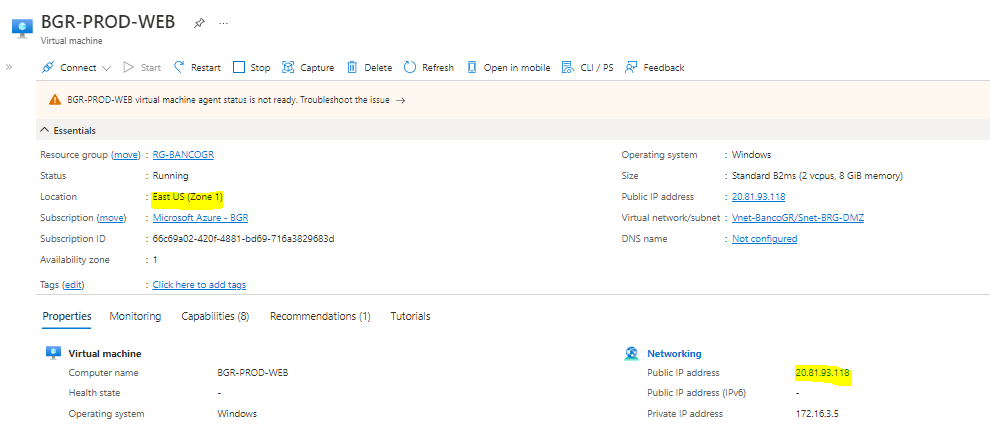 BGR-PROD-WEB
Virtual machine
Connect Start Restart Stop Capture Delete Refresh Open in mobile CLI / PS Feedback
BGR-PROD-WEB virtual machine agent status is not ready. Troubleshoot the issue →
Essentials
Resource group (move) : RG-BANCOGR
Status : Running
Location : East US (Zone 1)
Subscription (move) : Microsoft Azure - BGR
Subscription ID : 66c69a02-420f-4881-bd69-716a3829683d
Availability zone : 1
Tags (edit) : Click here to add tags
Operating system : Windows
Size : Standard B2ms (2 vcpus, 8 GiB memory)
Public IP address : 20.81.93.118
Virtual network/subnet : Vnet-BancoGR/Snet-BRG-DMZ
DNS name : Not configured
Properties Monitoring Capabilities (8) Recommendations (1) Tutorials
Virtual machine
Computer name BGR-PROD-WEB
Health state -
Operating system Windows
Networking
Public IP address 20.81.93.118
Public IP address (IPv6) -
Private IP address 172.16.3.5